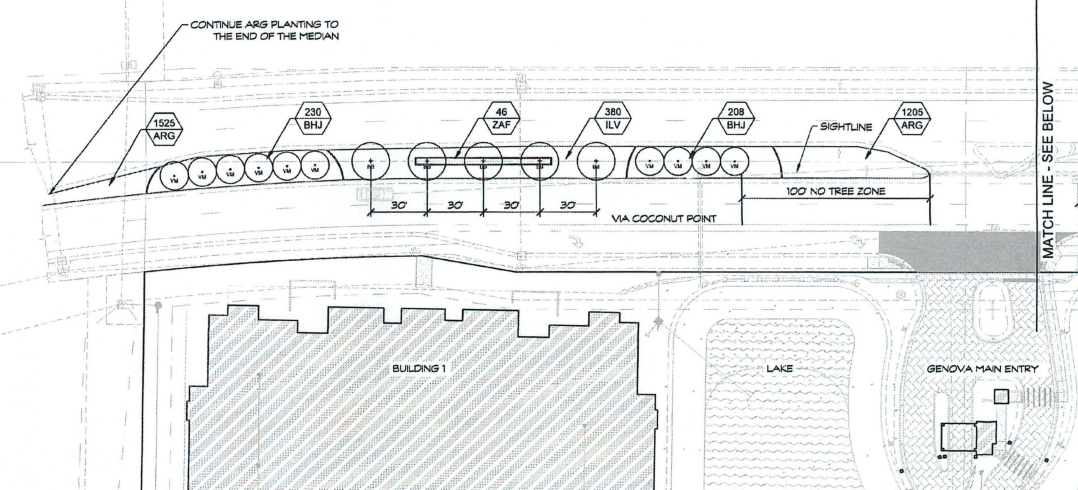 CONTINUE ARG PLANTING TO
THE END OF THE MEDIAN
1525
ARG
230
BHJ
46
ZAF
380
ILV
208
BHJ
SIGHTLINE
1205
ARG
VM
VM
VM
VM
VM
VM
VM
VM
VM
VM
30'
30'
30'
30'
100' NO TREE ZONE
VIA COCONUT POINT
MATCH LINE - SEE BELOW
BUILDING 1
LAKE
GENOVA MAIN ENTRY